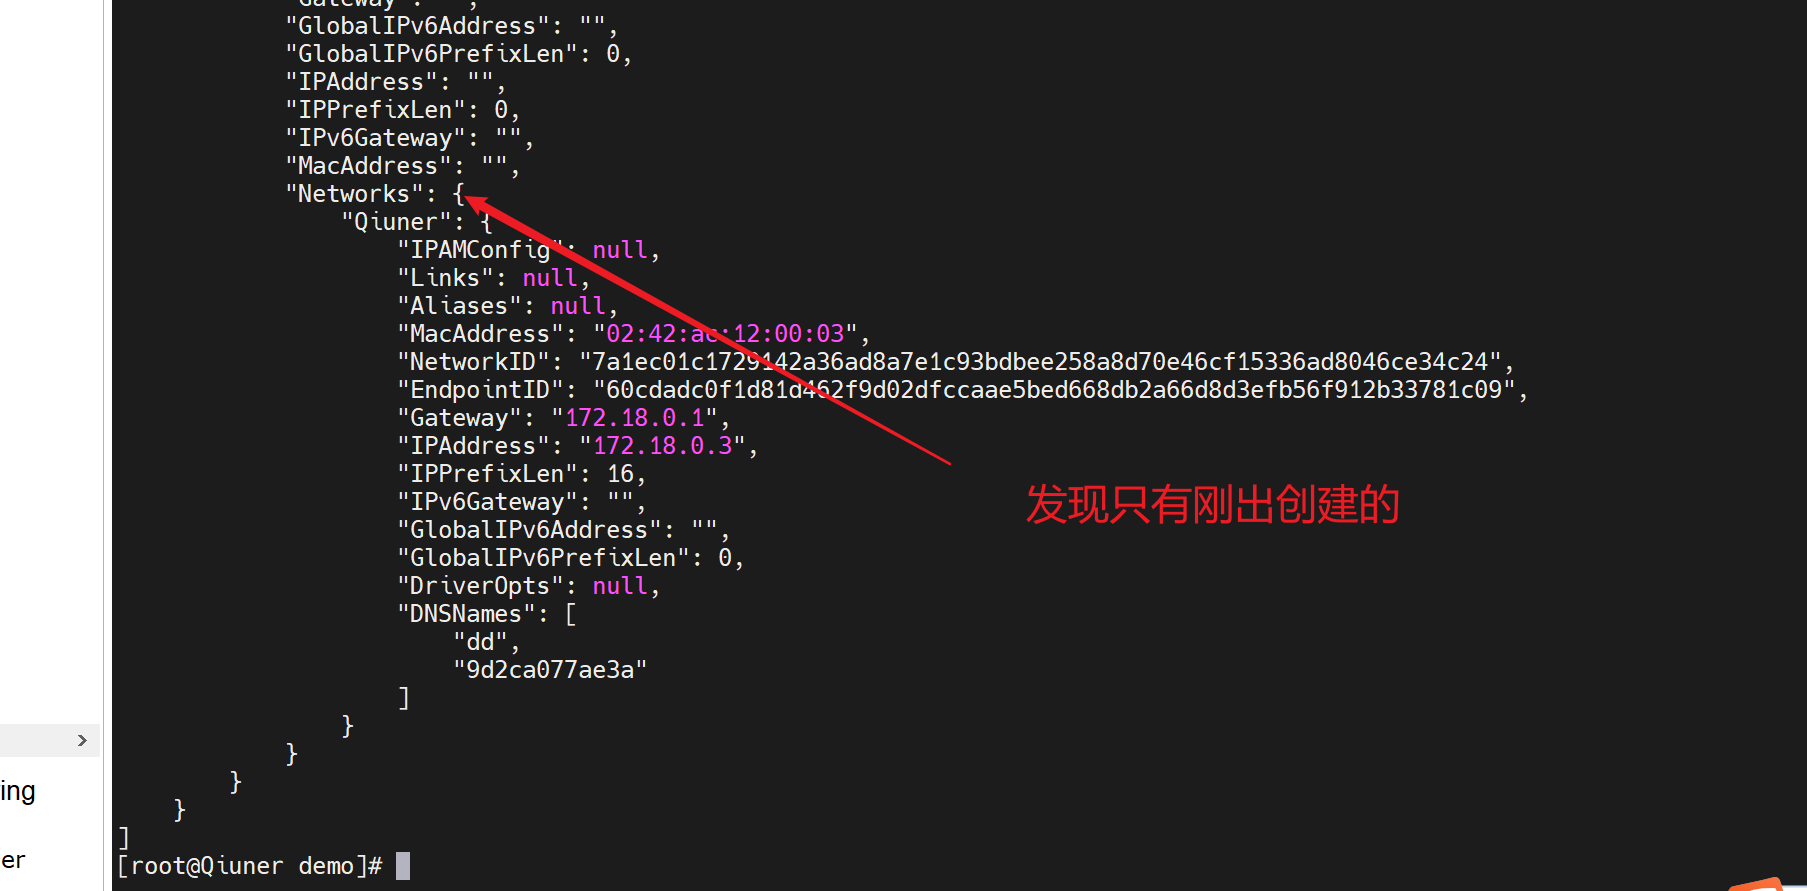 "Gateway": "",
"GlobalIPv6Address": "",
"GlobalIPv6PrefixLen": 0,
"IPAddress": "",
"IPPrefixLen": 0,
"IPv6Gateway": "",
"MacAddress": "",
"Networks": {
"Qiuner": {
"IPAMConfig": null,
"Links": null,
"Aliases": null,
"MacAddress": "02:42:ac:12:00:03",
"NetworkID": "7a1ec01c1729142a36ad8a7e1c93bdbee258a8d70e46cf15336ad8046ce34c24",
"EndpointID": "60cdadc0f1d81d462f9d02dfccaae5bed668db2a66d8d3efb56f912b33781c09",
"Gateway": "172.18.0.1",
"IPAddress": "172.18.0.3",
"IPPrefixLen": 16,
发现只有刚出创建的
"IPv6Gateway": "",
"GlobalIPv6Address": "",
"GlobalIPv6PrefixLen": 0,
"DriverOpts": null,
"DNSNames": [
"dd",
"9d2ca077ae3a"
]
}
}
}
}
]
[root@Qiuner demo]#
ing
er